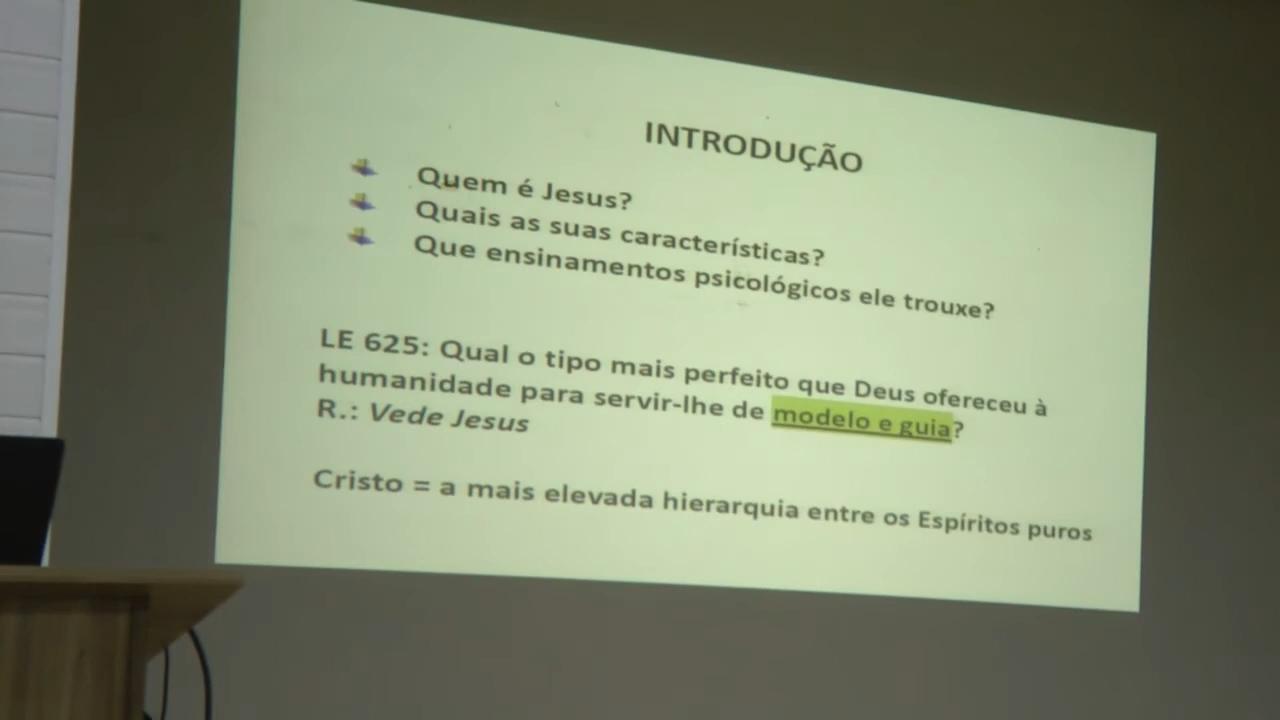 INTRODUÇÃO
Quem é Jesus?
Quais as suas características?
Que ensinamentos psicológicos ele trouxe?
LE 625: Qual o tipo mais perfeito que Deus ofereceu à
humanidade para servir-lhe de modelo e guia?
R.: Vede Jesus
Cristo = a mais elevada hierarquia entre os Espíritos puros